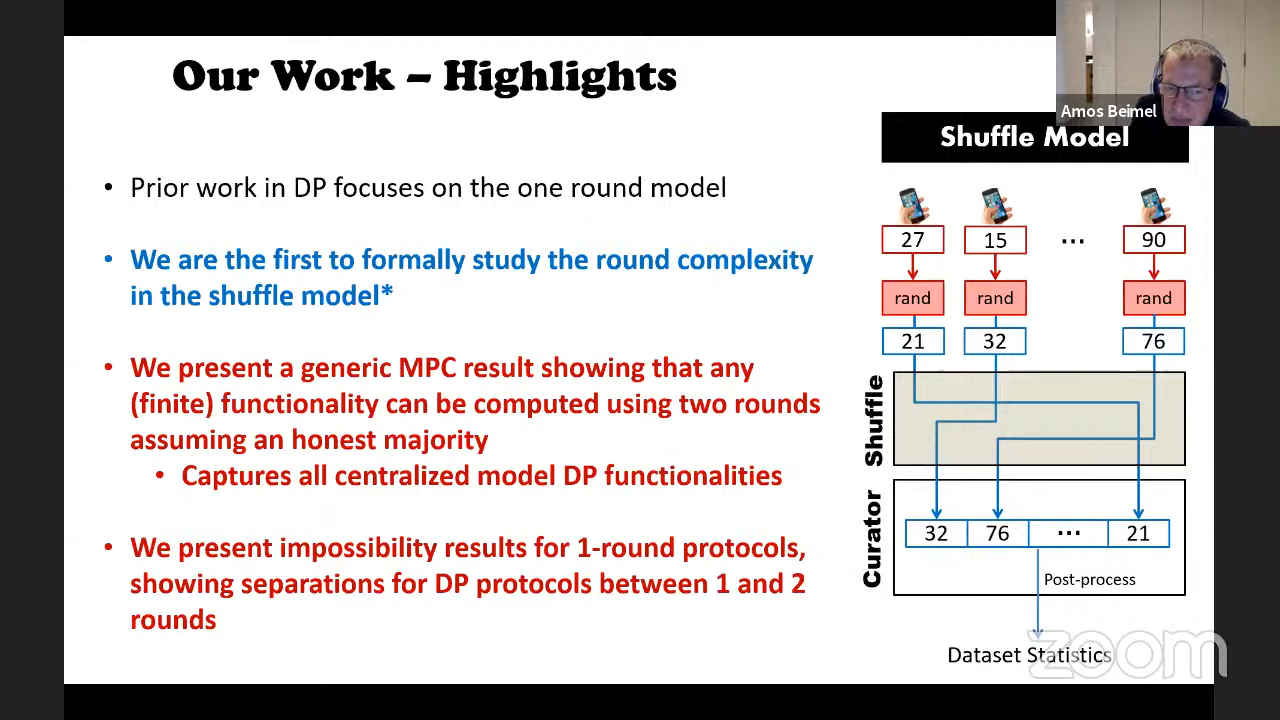 Our Work – Highlights
Amos Beimel
Shuffle Model
• Prior work in DP focuses on the one round model
• We are the first to formally study the round complexity
in the shuffle model*
• We present a generic MPC result showing that any
(finite) functionality can be computed using two rounds
assuming an honest majority
• Captures all centralized model DP functionalities
• We present impossibility results for 1-round protocols,
showing separations for DP protocols between 1 and 2
rounds
27 15 ... 90
rand rand rand
21 32 76
Shuffle
Curator
32 76 ... 21
Post-process
Dataset Statistics
zoom